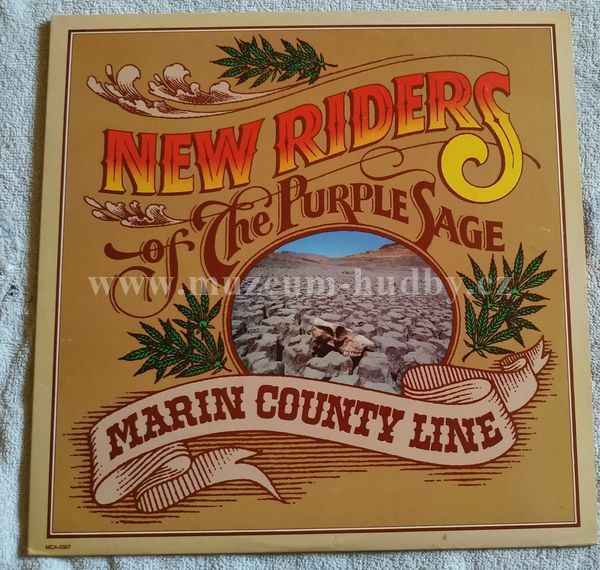 NEW RIDERS
of The PURPLE SAGE
www.muzeum-hudby.cz
MARIN COUNTY LINE
MCA-2307